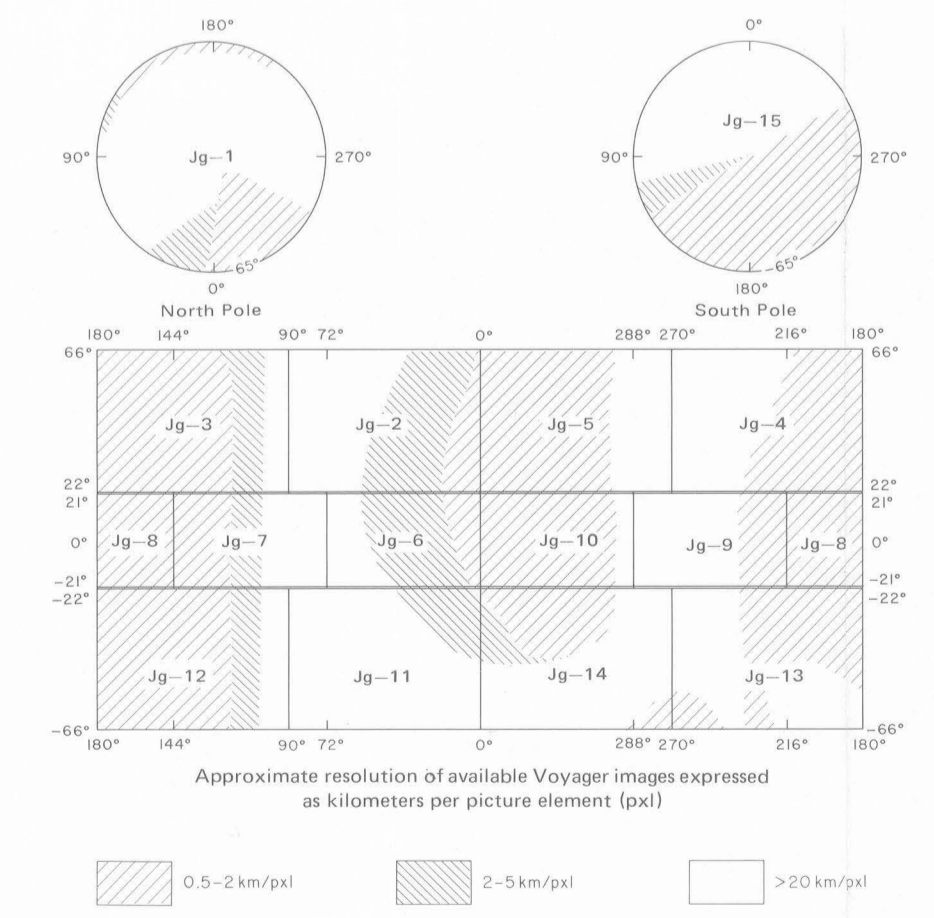 180° 0°
Jg–15
90° Jg–1 270° 90° 270°
65° –65°
0° 180°
North Pole South Pole
180° 144° 90° 72° 0° 288° 270° 216° 180°
66° 66°
Jg–3 Jg–2 Jg–5 Jg–4
22° 22°
21° 21°
0° Jg–8 Jg–7 Jg–6 Jg–10 Jg–9 Jg–8 0°
–21° –21°
–22° –22°
Jg–12 Jg–11 Jg–14 Jg–13
–66° –66°
180° 144° 90° 72° 0° 288° 270° 216° 180°
Approximate resolution of available Voyager images expressed
as kilometers per picture element (pxl)
0.5–2 km/pxl 2–5 km/pxl >20 km/pxl